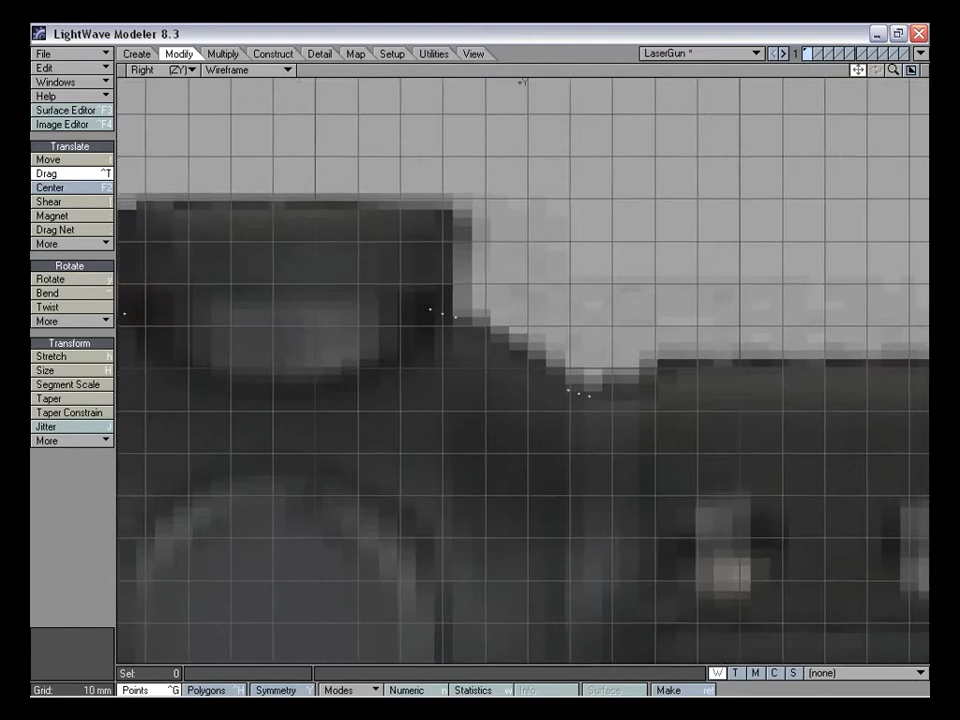 LightWave Modeler 8.3
File
Create Modify Multiply Construct Detail Map Setup Utilities View LaserGun * 1
Edit
Right (ZY) Wireframe
Windows
Help
+Y
Surface Editor F3
Image Editor ^F4
Translate
Move t
Drag ^T
Center F2
Shear [
Magnet
Drag Net
More
Rotate
Rotate y
Bend
Twist
More
Transform
Stretch h
Size
Segment Scale
Taper
Taper Constrain
Jitter J
More
Sel: 0 W T M C S (none)
Grid: 10 mm Points ^G Polygons ^H Symmetry Y Modes Numeric n Statistics w Info Surface Make ret